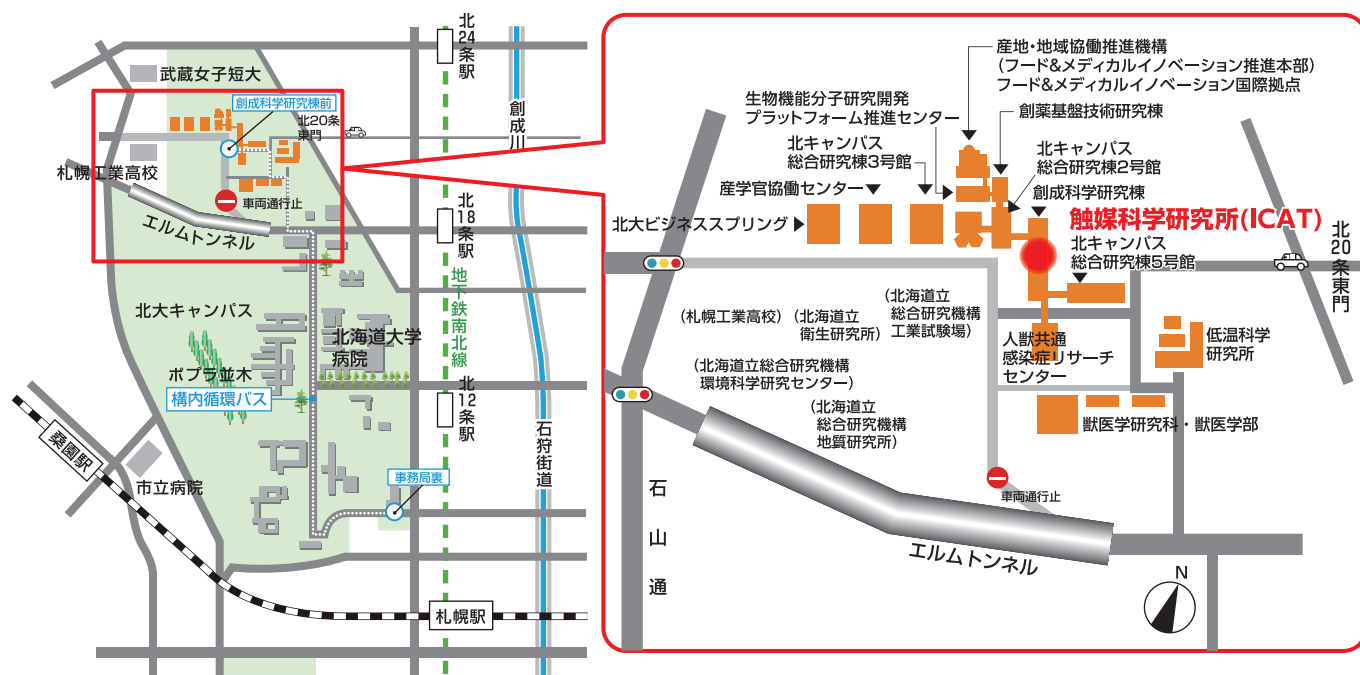 武蔵女子短大
創成科学研究棟前
北20条
東門
札幌工業高校
車両通行止
エルムトンネル
北大キャンパス
北海道大学
病院
ポプラ並木
構内循環バス
事務局裏
桑園駅
市立病院
札幌駅
北24条駅
北18条駅
北12条駅
地下鉄南北線
創成川
石狩街道
産地・地域協働推進機構
(フード&メディカルイノベーション推進本部)
フード&メディカルイノベーション国際拠点
生物機能分子研究開発
プラットフォーム推進センター
創薬基盤技術研究棟
北キャンパス
総合研究棟3号館
北キャンパス
総合研究棟2号館
産学官協働センター
創成科学研究棟
北大ビジネススプリング
触媒科学研究所(ICAT)
北キャンパス
総合研究棟5号館
北20条東門
(札幌工業高校)
(北海道立
衛生研究所)
(北海道立
総合研究機構
工業試験場)
人獣共通
感染症リサーチ
センター
低温科学
研究所
(北海道立総合研究機構
環境科学研究センター)
(北海道立
総合研究機構
地質研究所)
獣医学研究科・獣医学部
車両通行止
エルムトンネル
石山通
N